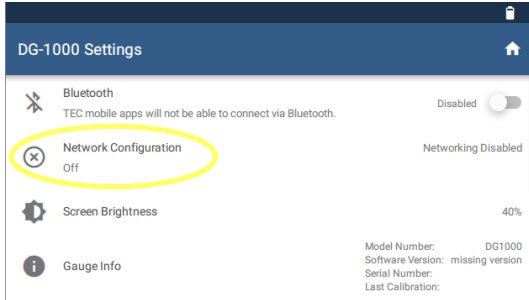 DG-1000 Settings
Bluetooth
TEC mobile apps will not be able to connect via Bluetooth.
Disabled
Network Configuration
Off
Networking Disabled
Screen Brightness
40%
Gauge Info
Model Number: DG1000
Software Version: missing version
Serial Number:
Last Calibration: